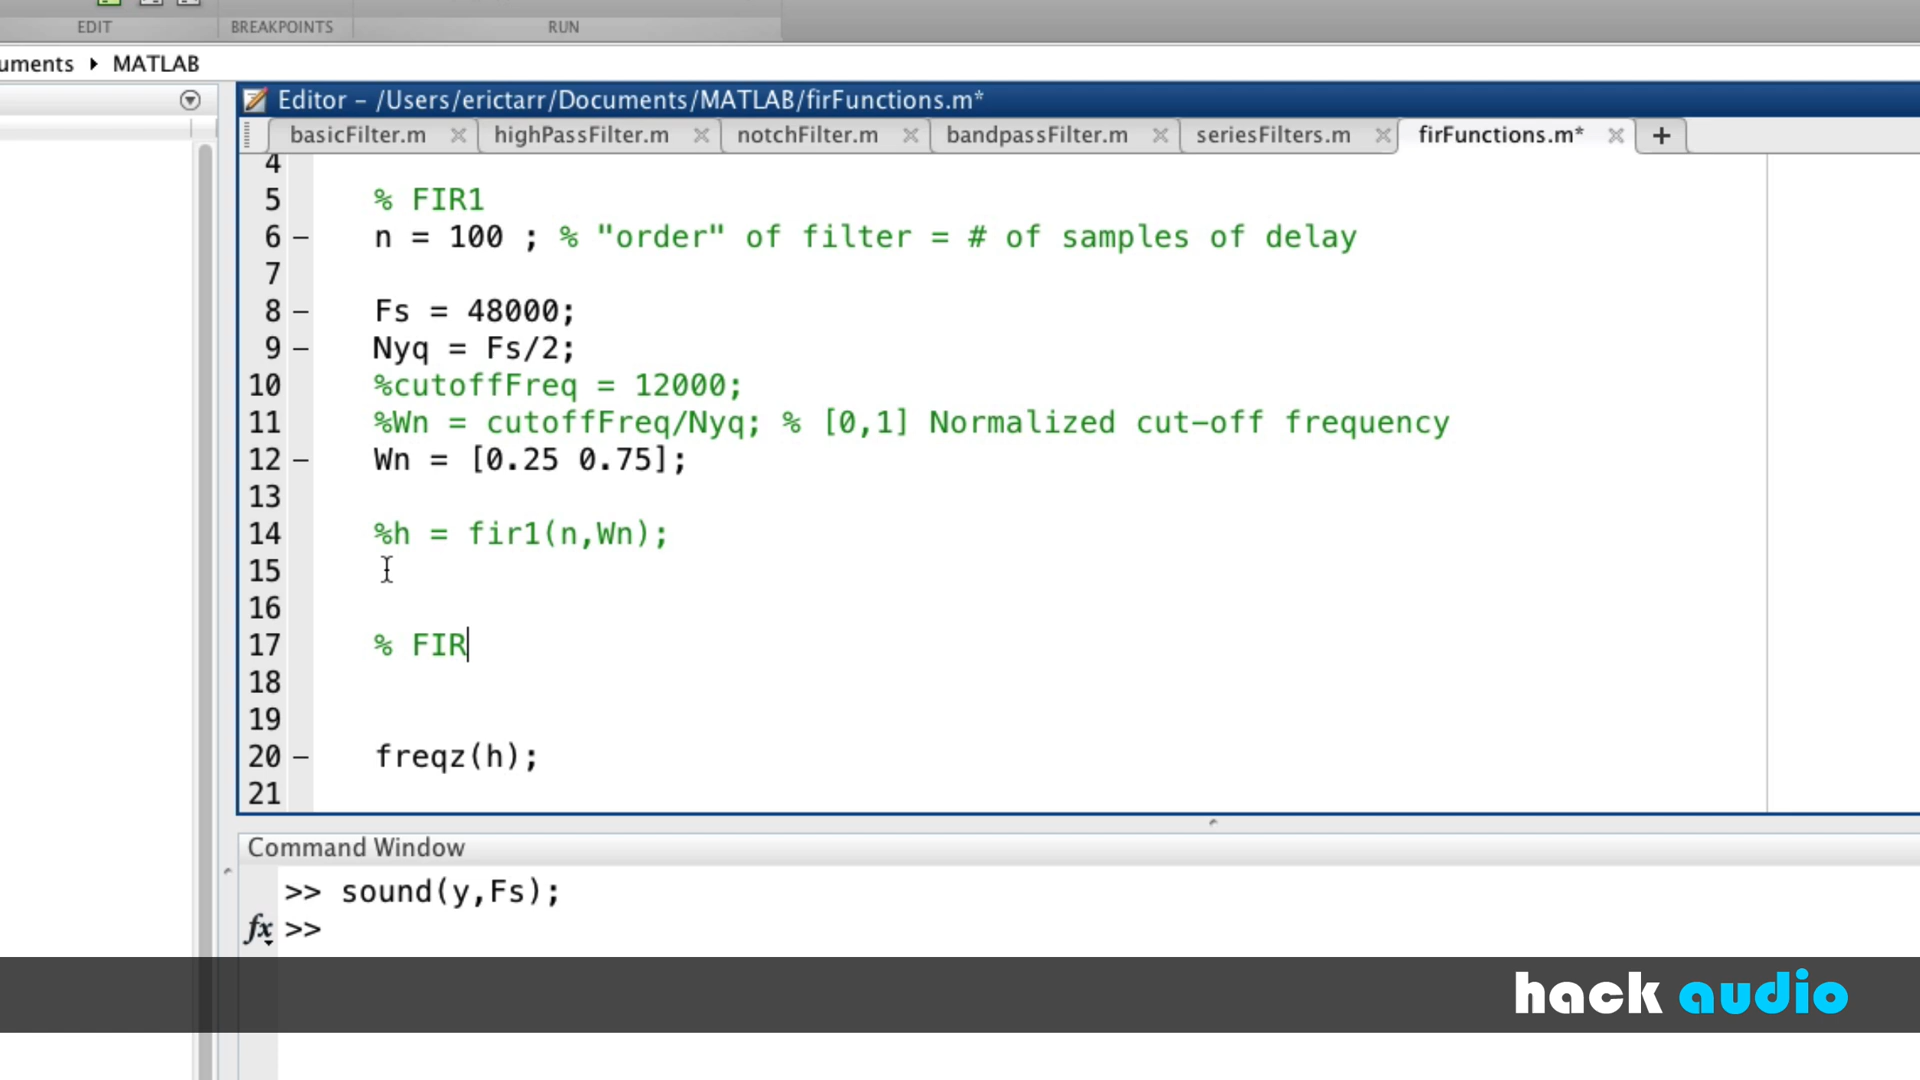 EDIT BREAKPOINTS RUN
uments ▸ MATLAB
Editor – /Users/erictarr/Documents/MATLAB/firFunctions.m*
basicFilter.m highPassFilter.m notchFilter.m bandpassFilter.m seriesFilters.m firFunctions.m* +
4
5 % FIR1
6 – n = 100 ; % "order" of filter = # of samples of delay
7
8 – Fs = 48000;
9 – Nyq = Fs/2;
10 %cutoffFreq = 12000;
11 %Wn = cutoffFreq/Nyq; % [0,1] Normalized cut-off frequency
12 – Wn = [0.25 0.75];
13
14 %h = fir1(n,Wn);
15
16
17 % FIR
18
19
20 – freqz(h);
21
Command Window
>> sound(y,Fs);
fx >>
hack audio